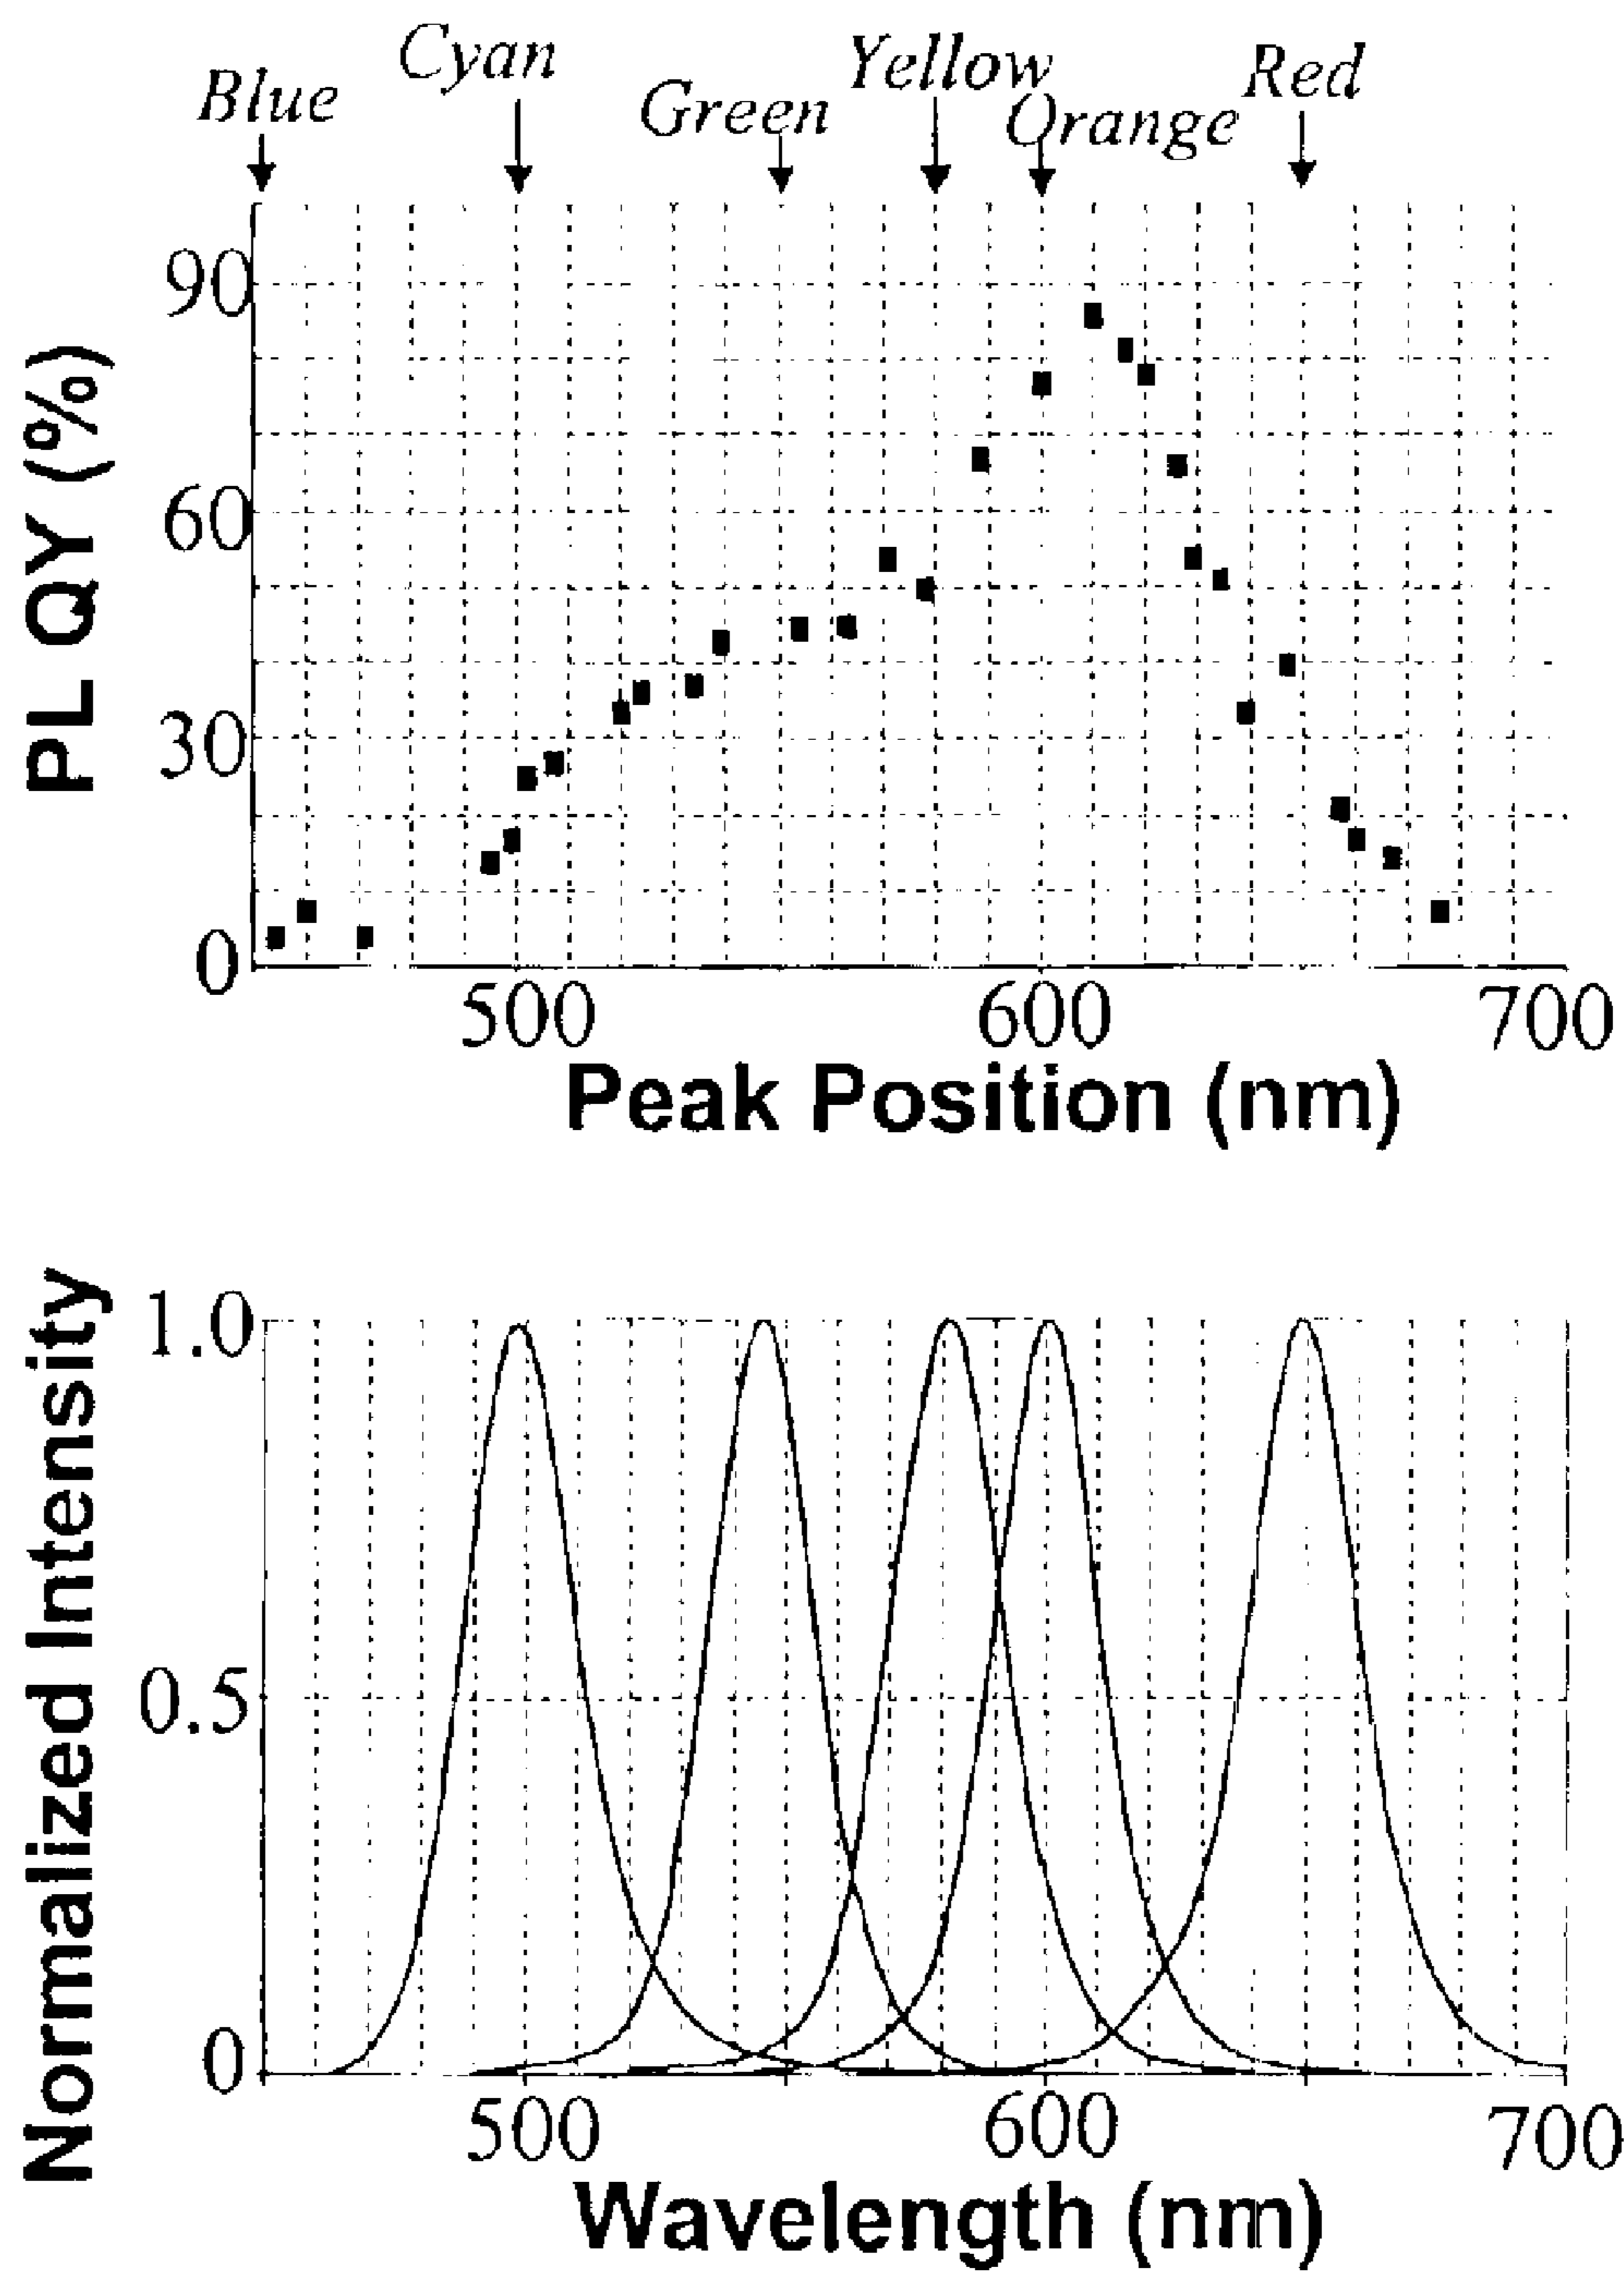 Blue Cyan Green Yellow Orange Red
90
60
30
0
PL QY (%)
500 600 700
Peak Position (nm)
1.0
0.5
0
Normalized Intensity
500 600 700
Wavelength (nm)